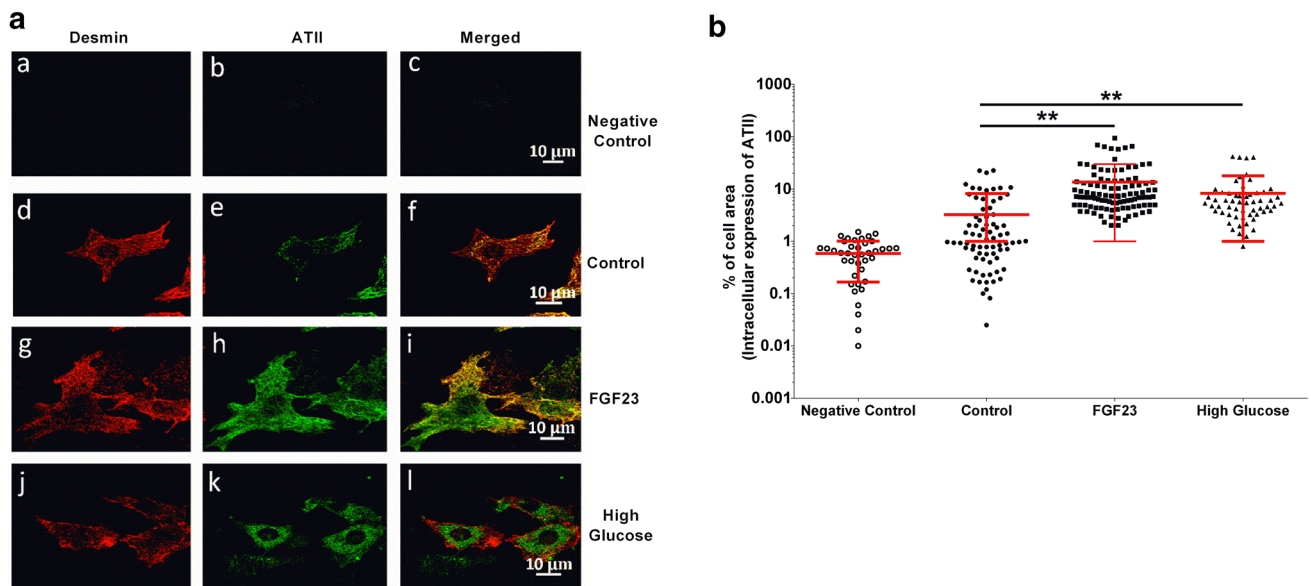 a
Desmin ATII Merged
a b c
Negative
Control
10 μm
d e f
Control
10 μm
g h i
FGF23
10 μm
j k l
High
Glucose
10 μm
b
% of cell area
(Intracellular expression of ATII)
1000
100
10
1
0.1
0.01
0.001
**
**
Negative Control Control FGF23 High Glucose